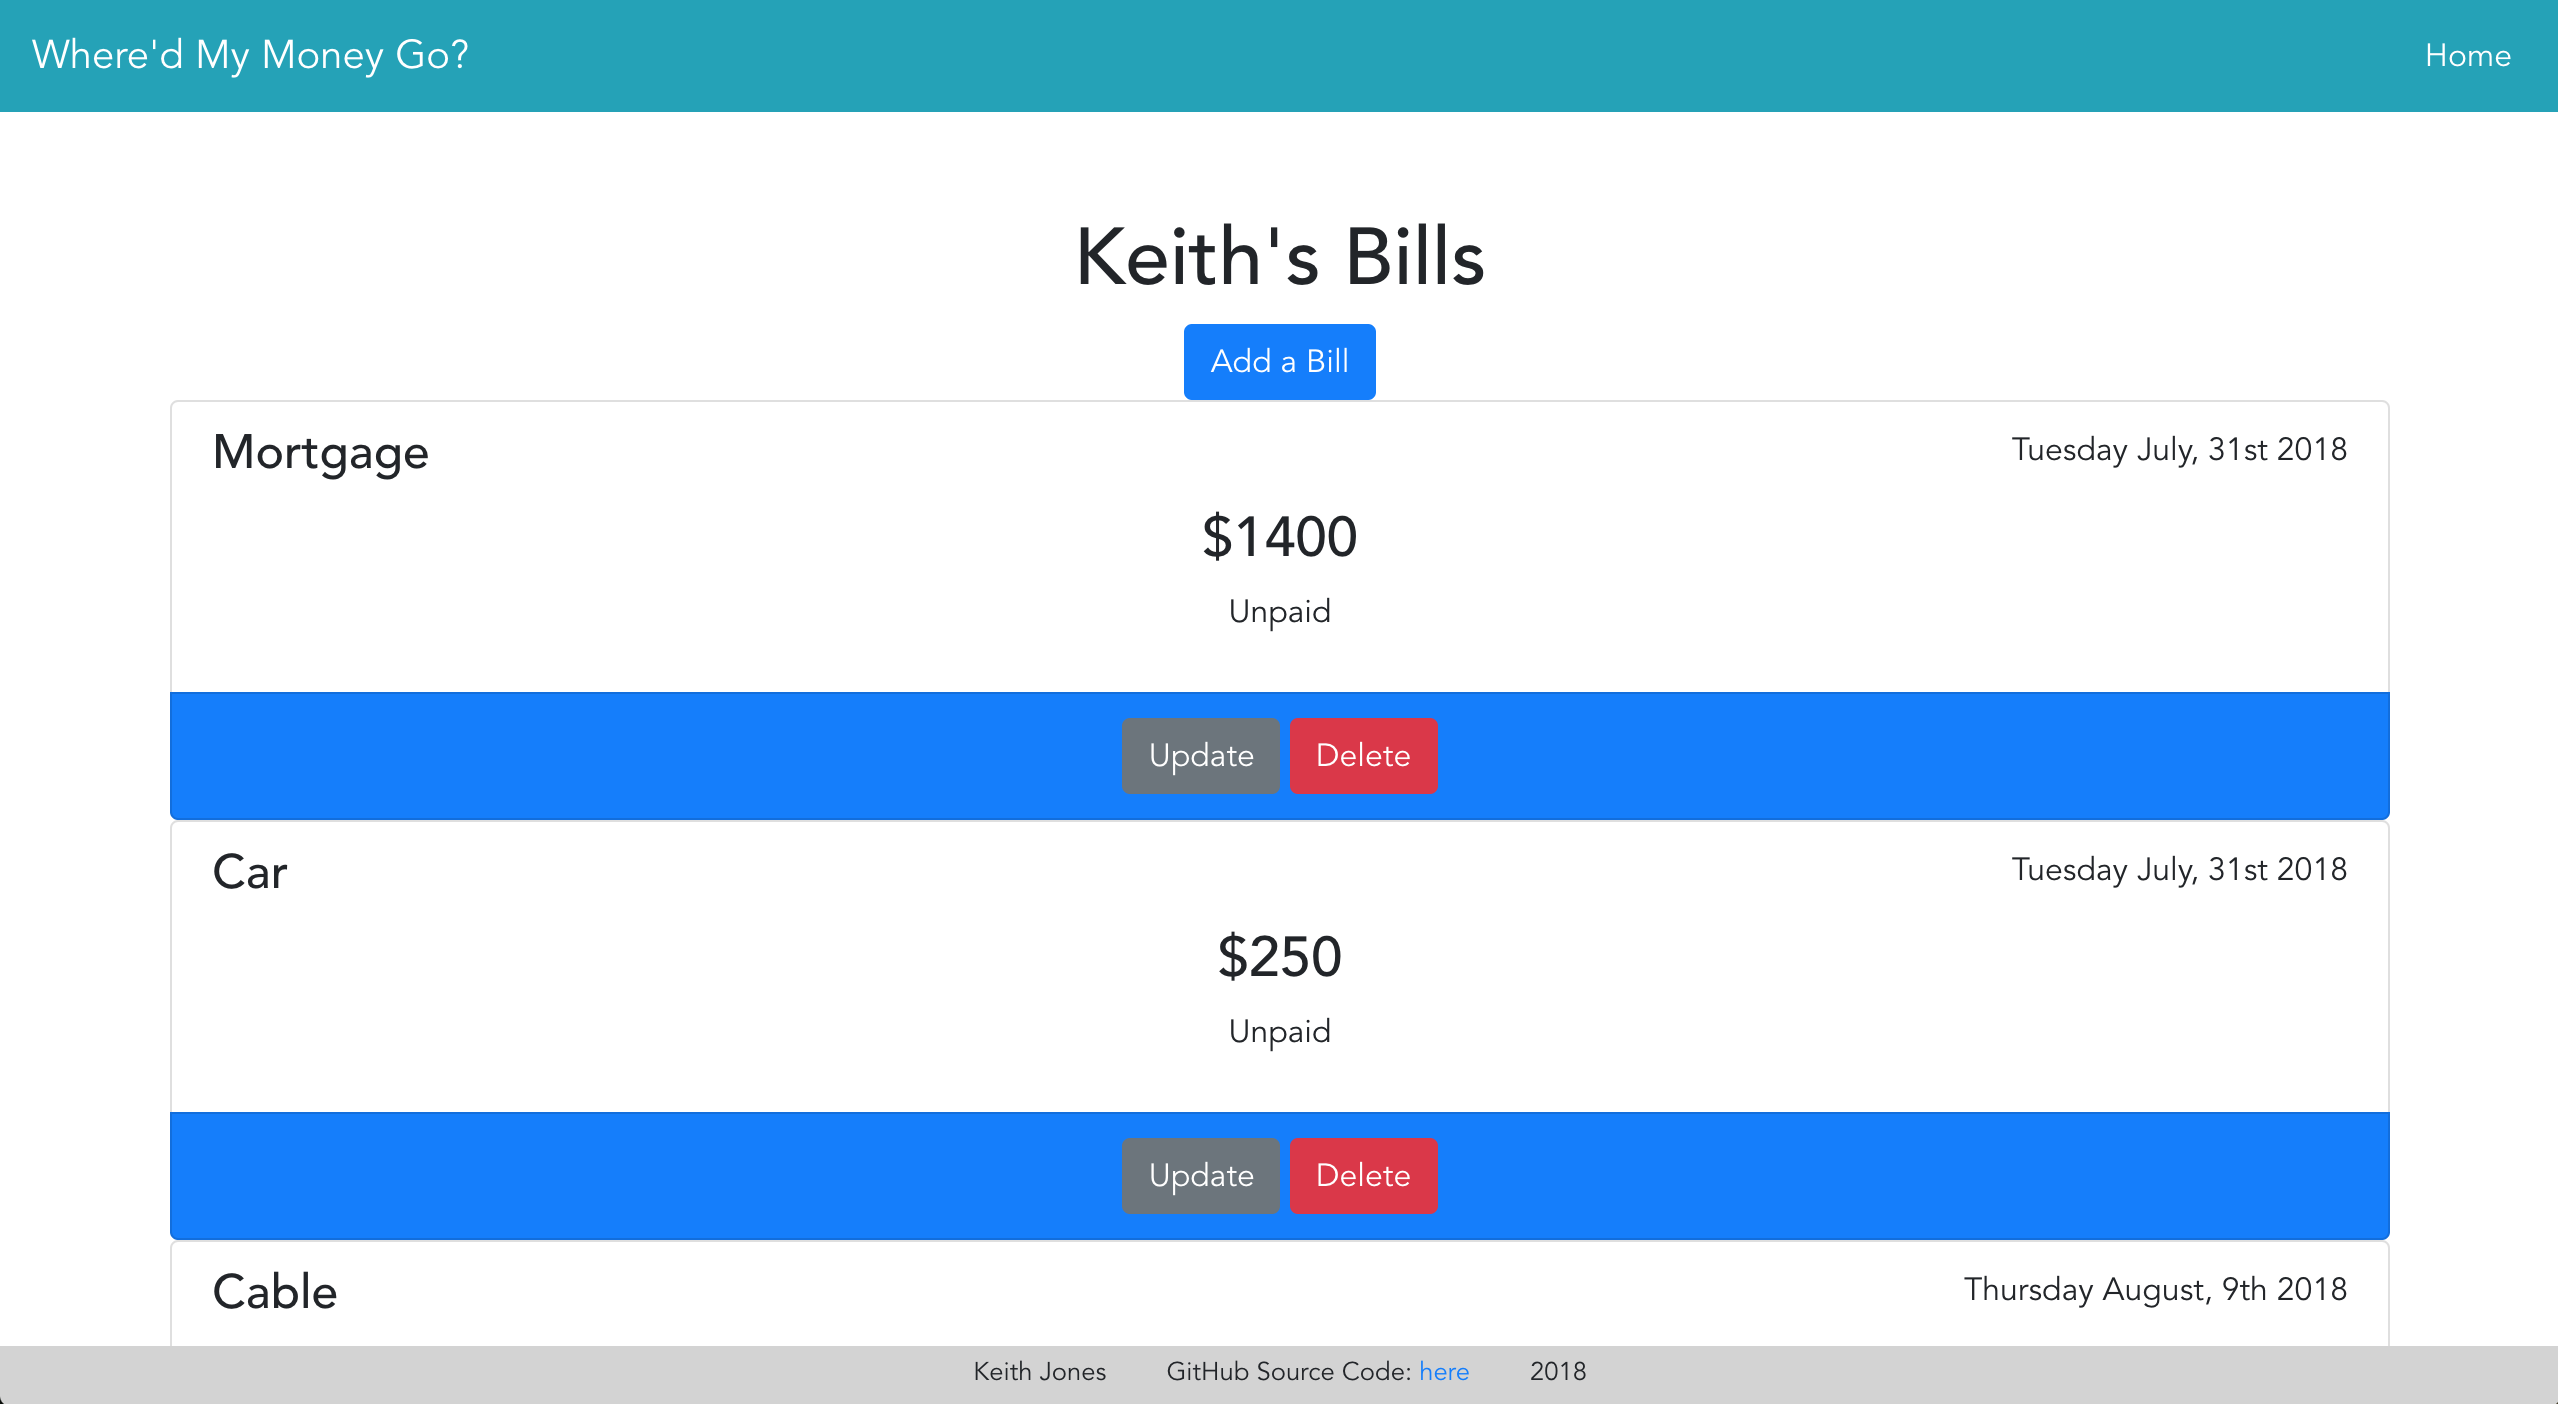 Where'd My Money Go?
Home
Keith's Bills
Add a Bill
Mortgage
Tuesday July, 31st 2018
$1400
Unpaid
Update
Delete
Car
Tuesday July, 31st 2018
$250
Unpaid
Update
Delete
Cable
Thursday August, 9th 2018
Keith Jones
GitHub Source Code: here
2018